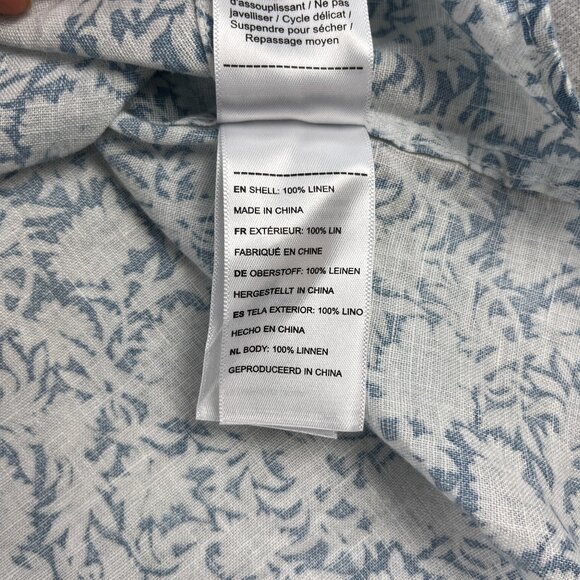 d'assouplissant / Ne pas
javelliser / Cycle délicat /
Suspendre pour sécher /
Repassage moyen
EN SHELL: 100% LINEN
MADE IN CHINA
FR EXTÉRIEUR: 100% LIN
FABRIQUÉ EN CHINE
DE OBERSTOFF: 100% LEINEN
HERGESTELLT IN CHINA
ES TELA EXTERIOR: 100% LINO
HECHO EN CHINA
NL BODY: 100% LINNEN
GEPRODUCEERD IN CHINA